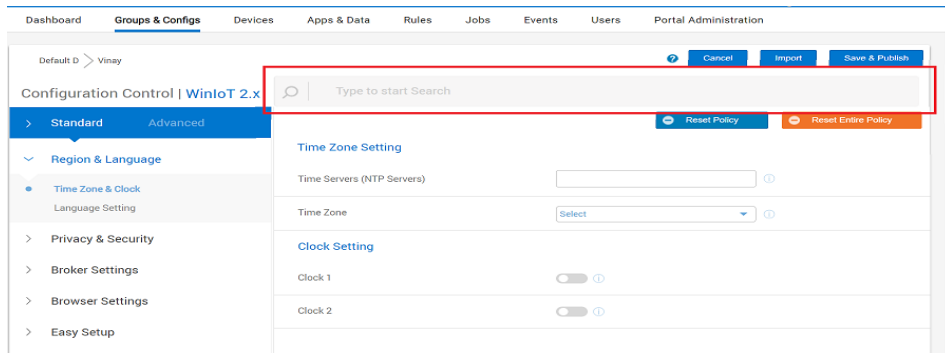 Dashboard Groups & Configs Devices Apps & Data Rules Jobs Events Users Portal Administration
Default D Vinay
? Cancel Import Save & Publish
Configuration Control | WinIoT 2.x
Type to start Search
Standard Advanced
Reset Policy Reset Entire Policy
Region & Language
Time Zone & Clock
Language Setting
Privacy & Security
Broker Settings
Browser Settings
Easy Setup
Time Zone Setting
Time Servers (NTP Servers)
Time Zone Select
Clock Setting
Clock 1
Clock 2